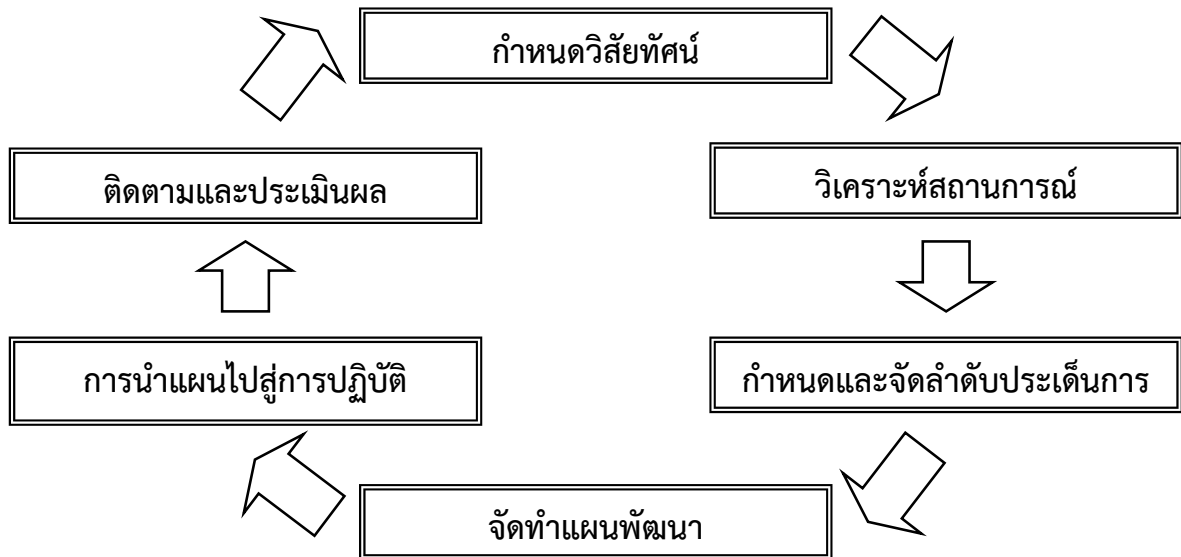 กำหนดวิสัยทัศน์
วิเคราะห์สถานการณ์
กำหนดและจัดลำดับประเด็นการ
จัดทำแผนพัฒนา
การนำแผนไปสู่การปฏิบัติ
ติดตามและประเมินผล